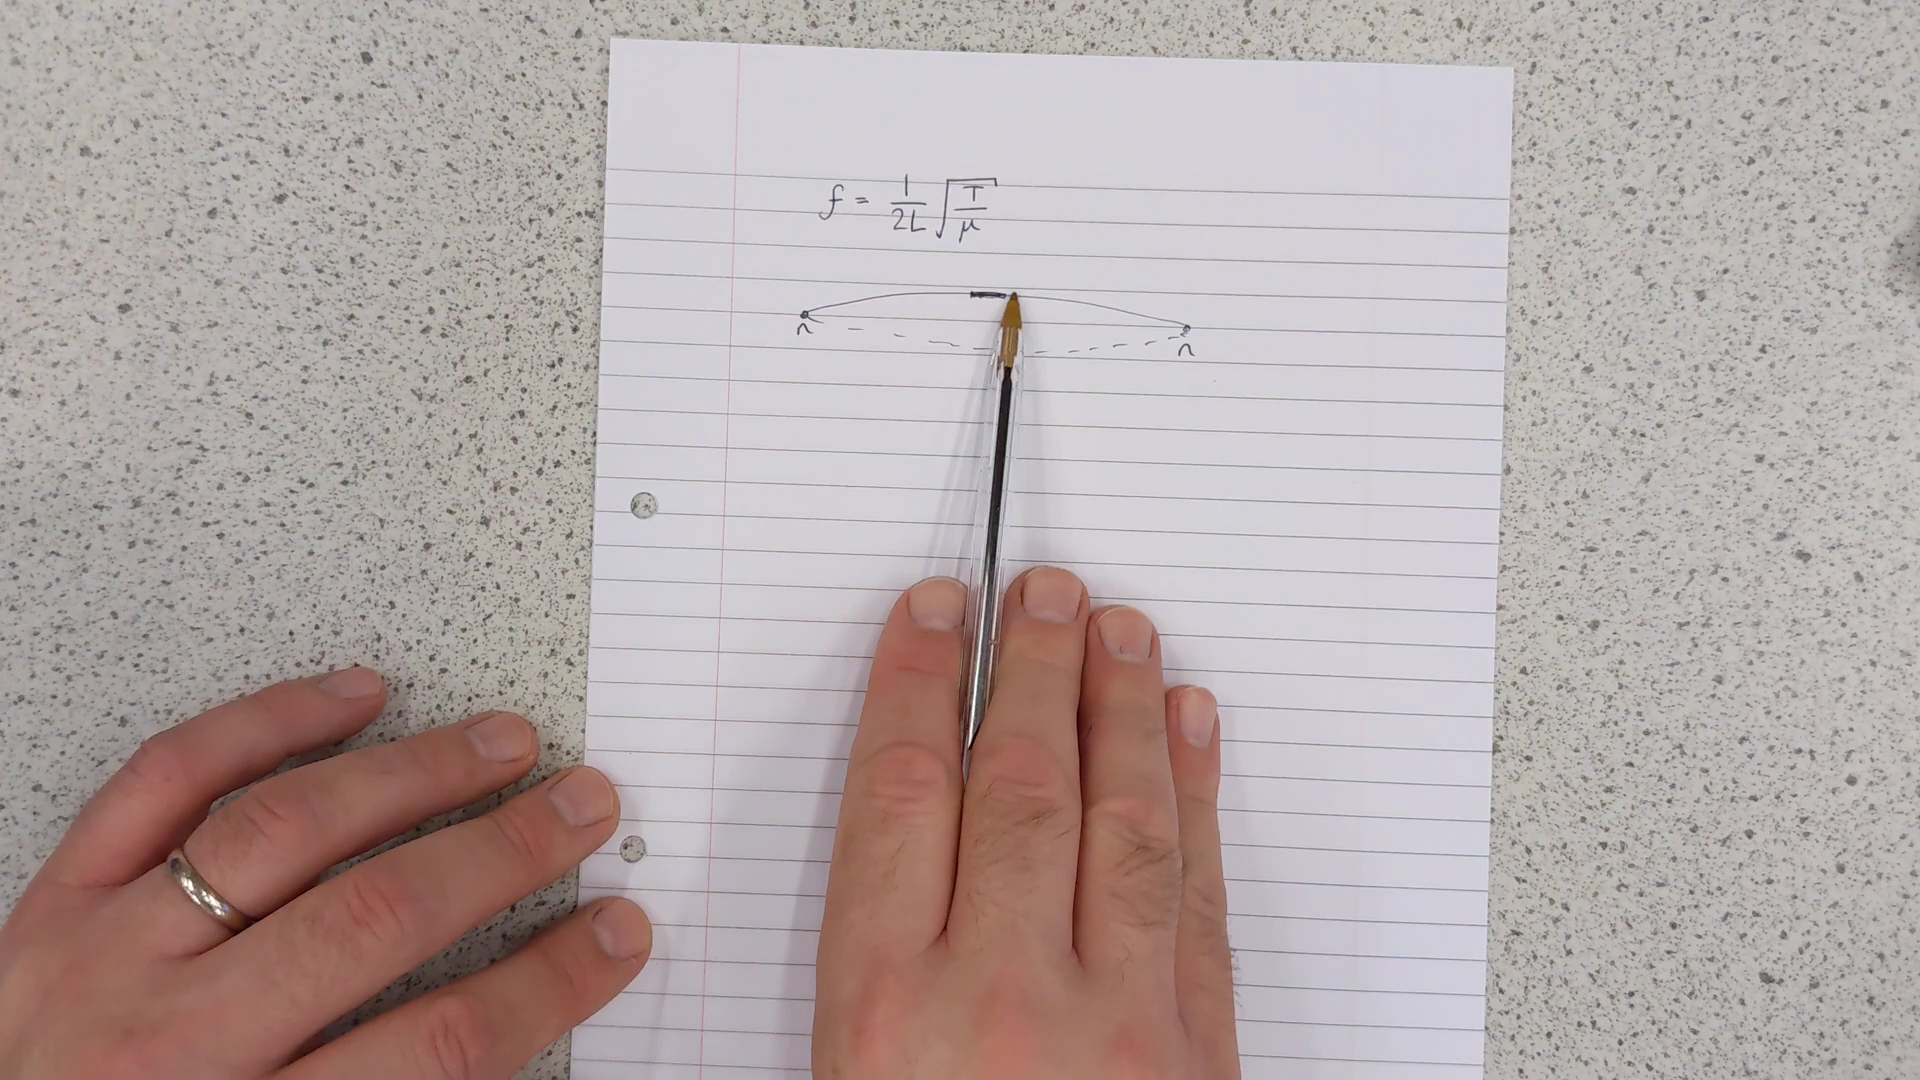 f = 1/2L √T/μ
n
n